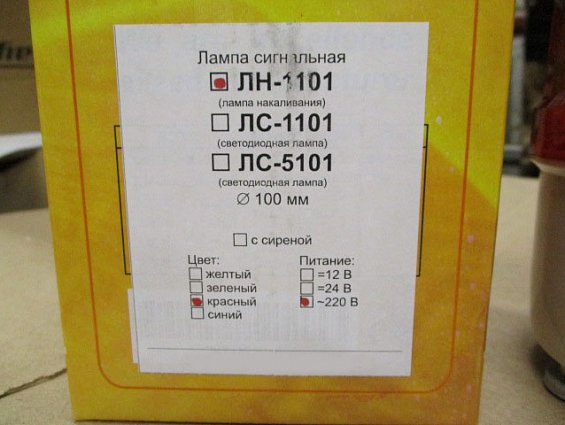 Лампа сигнальная
ЛН-1101
(лампа накаливания)
ЛС-1101
(светодиодная лампа)
ЛС-5101
(светодиодная лампа)
∅ 100 мм
с сиреной
Цвет:
желтый
зеленый
красный
синий
Питание:
=12 В
=24 В
~220 В